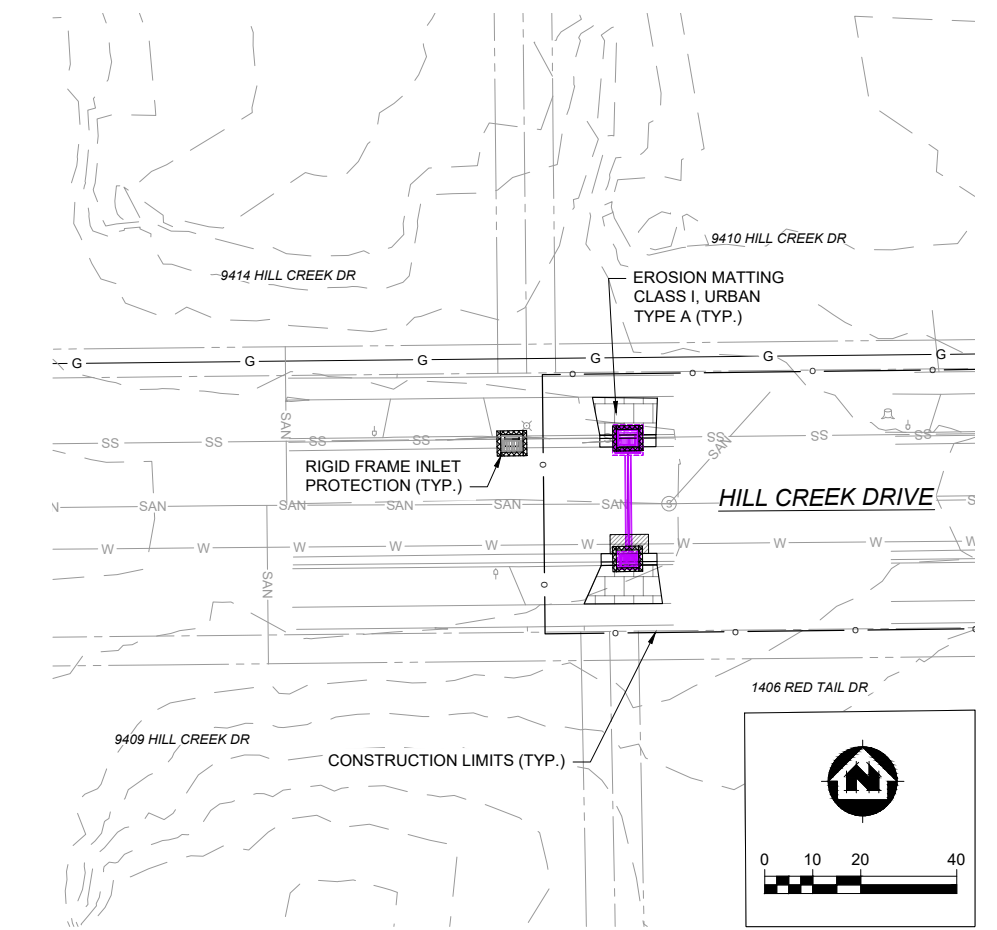 9410 HILL CREEK DR
9414 HILL CREEK DR
EROSION MATTING
CLASS I, URBAN
TYPE A (TYP.)
G G G G G G
SAN
SS SS SS SS SS SS SS
SAN
RIGID FRAME INLET
PROTECTION (TYP.)
HILL CREEK DRIVE
N SAN SAN SAN SAN SAN S S
W W W W W W W W W W
SAN
1406 RED TAIL DR
9409 HILL CREEK DR
CONSTRUCTION LIMITS (TYP.)
N
0 10 20 40